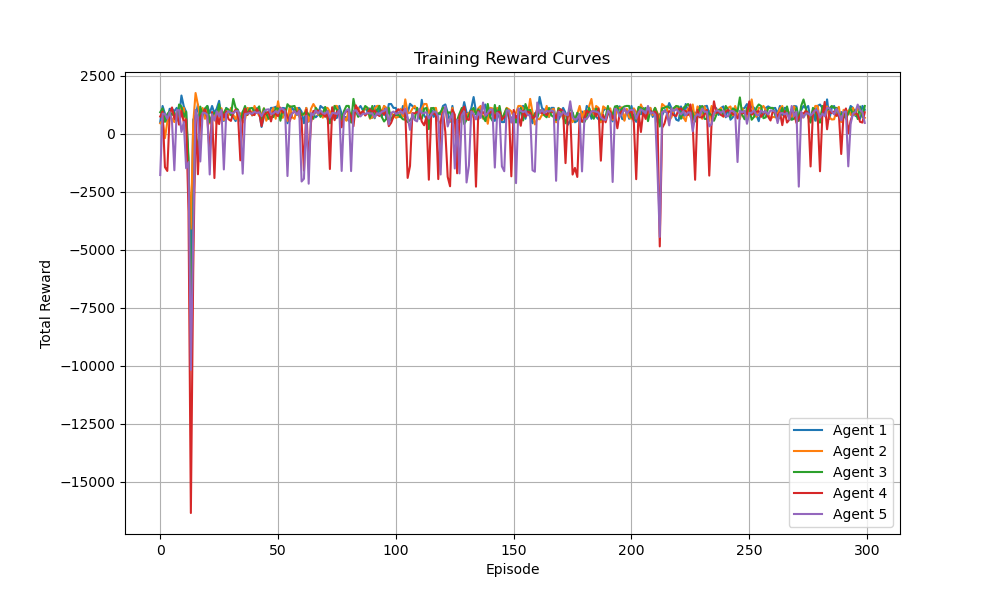 Training Reward Curves
2500
0
−2500
−5000
−7500
−10000
−12500
−15000
Total Reward
Agent 1
Agent 2
Agent 3
Agent 4
Agent 5
0 50 100 150 200 250 300
Episode